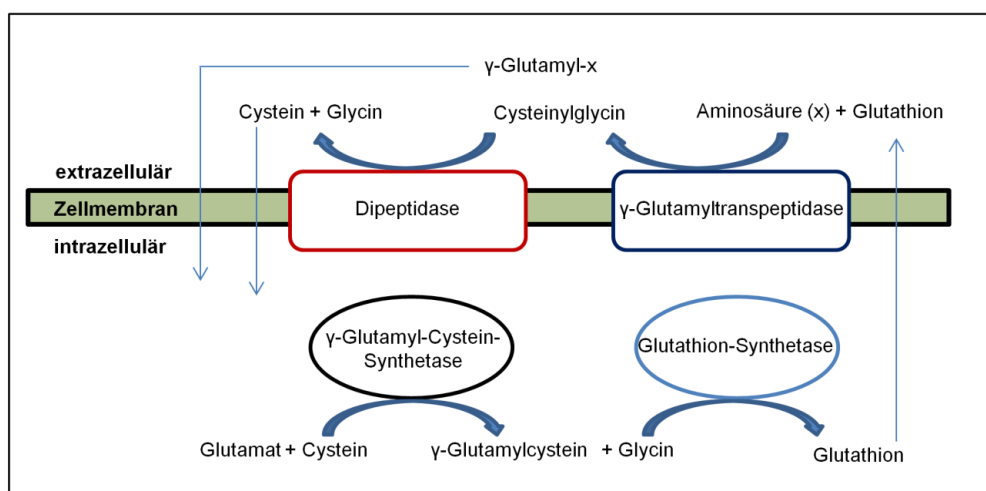 γ-Glutamyl-x
Cystein + Glycin
Cysteinylglycin
Aminosäure (x) + Glutathion
extrazellulär
Zellmembran
intrazellulär
Dipeptidase
γ-Glutamyltranspeptidase
γ-Glutamyl-Cystein-
Synthetase
Glutathion-Synthetase
Glutamat + Cystein
γ-Glutamylcystein + Glycin
Glutathion